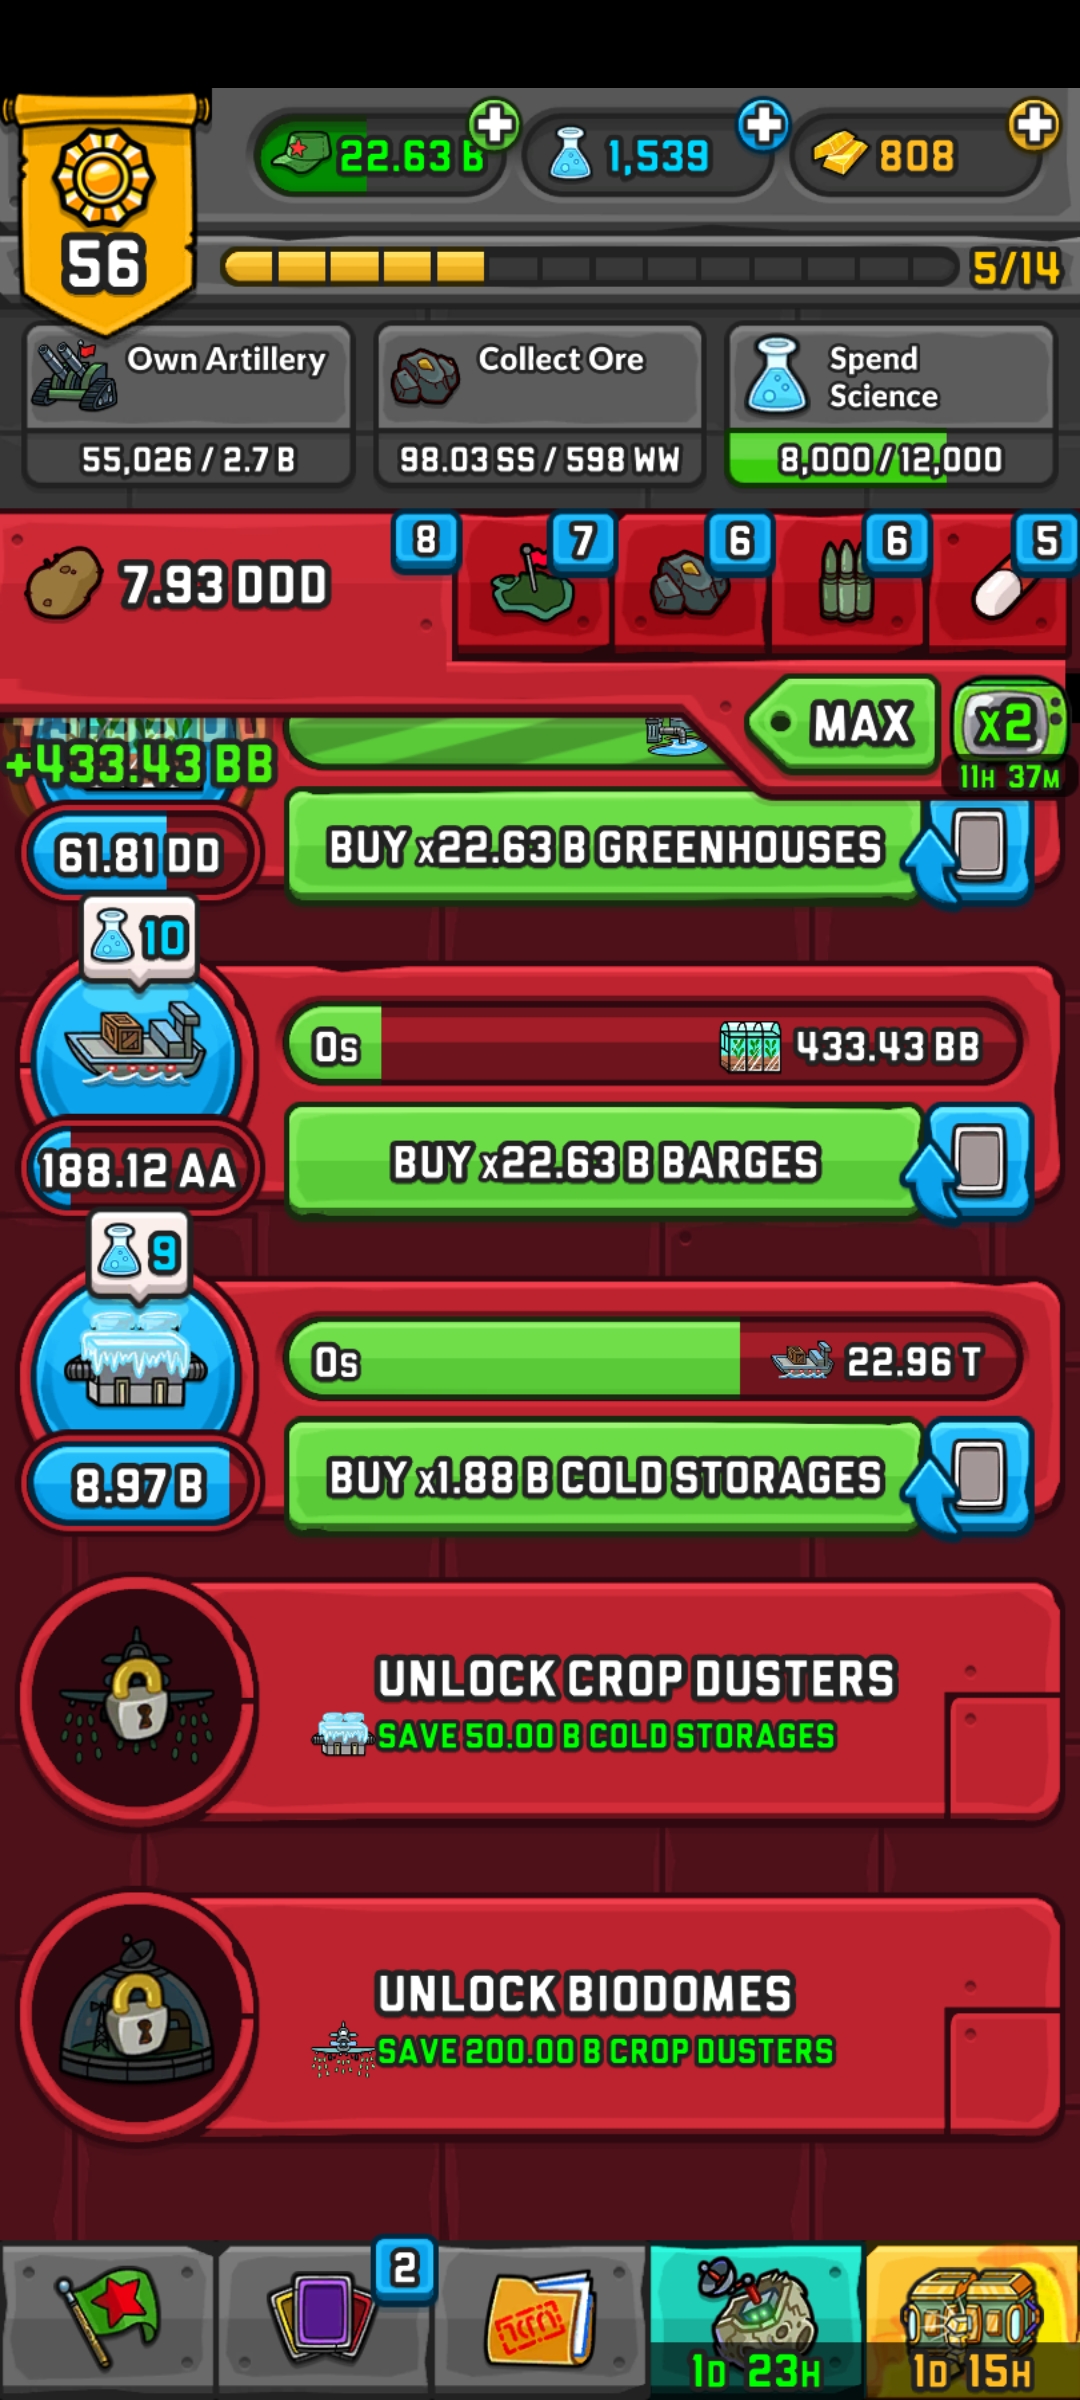 22.63 B
1,539
808
56
5/14
Own Artillery
55,026 / 2.7 B
Collect Ore
98.03 SS / 598 WW
Spend
Science
8,000 / 12,000
7.93 DDD
8
7
6
6
5
MAX
x2
11H 37M
+433.43 BB
61.81 DD
BUY x22.63 B GREENHOUSES
10
0s
433.43 BB
188.12 AA
BUY x22.63 B BARGES
9
0s
22.96 T
8.97 B
BUY x1.88 B COLD STORAGES
UNLOCK CROP DUSTERS
SAVE 50.00 B COLD STORAGES
UNLOCK BIODOMES
SAVE 200.00 B CROP DUSTERS
2
1D 23H
1D 15H